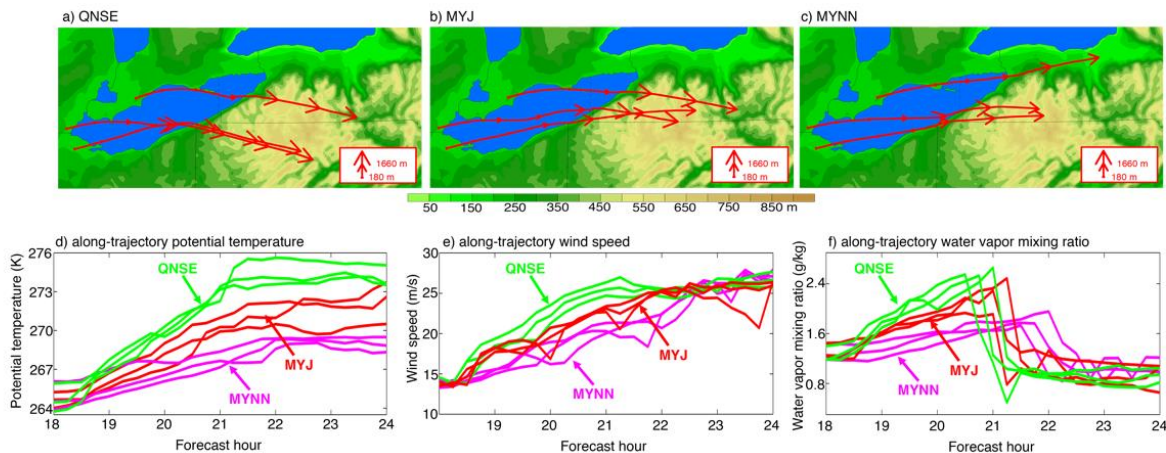 a) QNSE
b) MYJ
c) MYNN
1660 m
180 m
1660 m
180 m
1660 m
180 m
50 150 250 350 450 550 650 750 850 m
d) along-trajectory potential temperature
Potential temperature (K)
276
273
270
267
264
QNSE
MYJ
MYNN
18 19 20 21 22 23 24
Forecast hour
e) along-trajectory wind speed
Wind speed (m/s)
30
25
20
15
10
QNSE
MYJ
MYNN
19 20 21 22 23 24
Forecast hour
f) along-trajectory water vapor mixing ratio
Water vapor mixing ratio (g/kg)
2.4
1.6
0.8
QNSE
MYJ
MYNN
18 19 20 21 22 23 24
Forecast hour